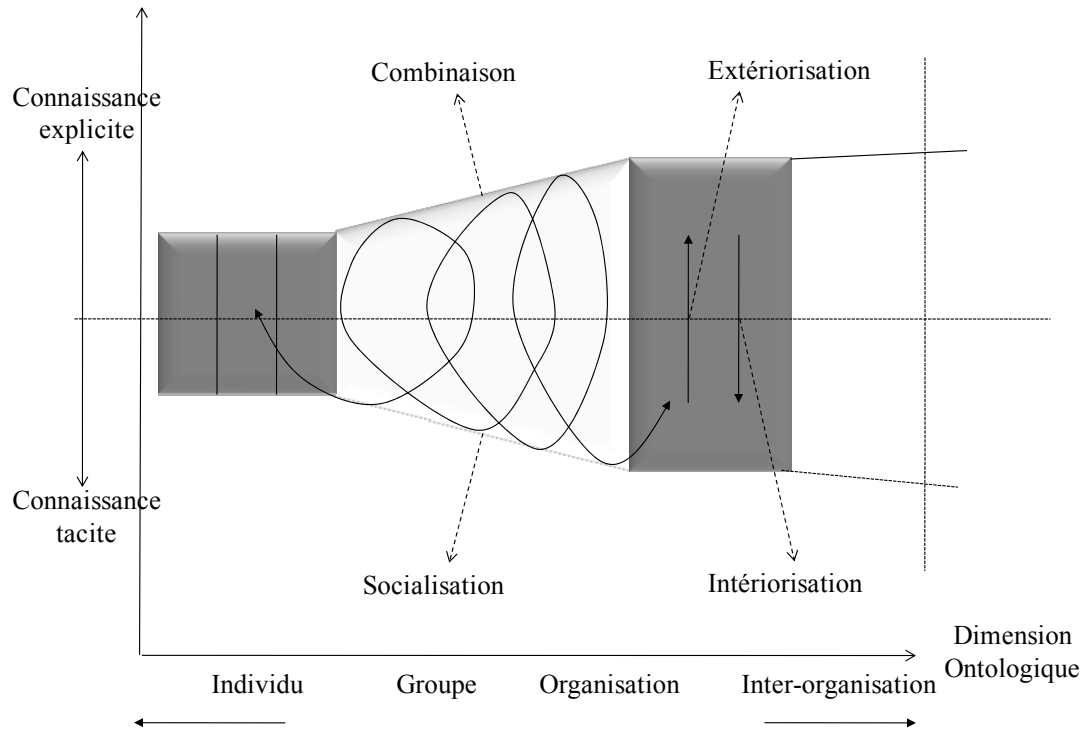 Combinaison
Extériorisation
Connaissance
explicite
Connaissance
tacite
Socialisation
Intériorisation
Dimension
Ontologique
Individu
Groupe
Organisation
Inter-organisation